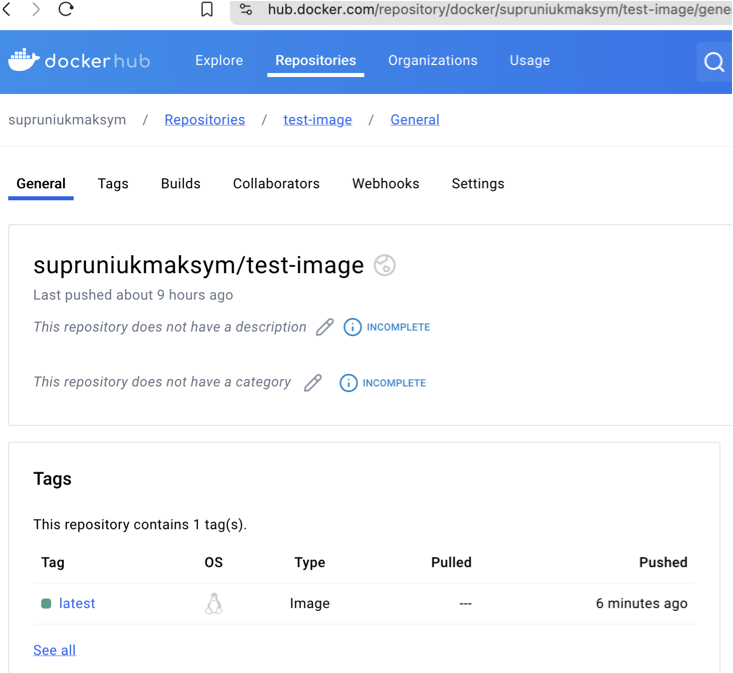 hub.docker.com/repository/docker/supruniukmaksym/test-image/gene
dockerhub Explore Repositories Organizations Usage
supruniukmaksym / Repositories / test-image / General
General Tags Builds Collaborators Webhooks Settings
supruniukmaksym/test-image
Last pushed about 9 hours ago
This repository does not have a description INCOMPLETE
This repository does not have a category INCOMPLETE
Tags
This repository contains 1 tag(s).
Tag OS Type Pulled Pushed
latest Image --- 6 minutes ago
See all